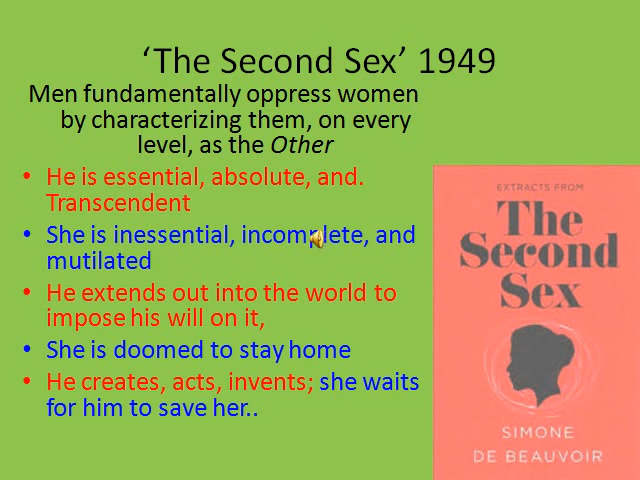 ‘The Second Sex’ 1949
Men fundamentally oppress women
by characterizing them, on every
level, as the Other
• He is essential, absolute, and.
Transcendent
• She is inessential, incomplete, and
mutilated
• He extends out into the world to
impose his will on it,
• She is doomed to stay home
• He creates, acts, invents; she waits
for him to save her..
EXTRACTS FROM
The
Second
Sex
SIMONE
DE BEAUVOIR